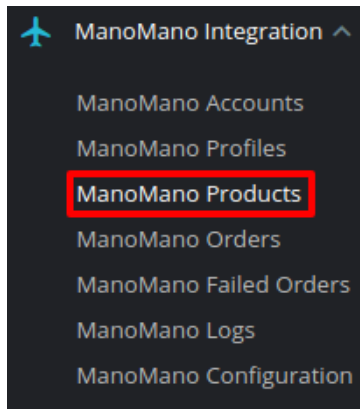 ManoMano Integration
ManoMano Accounts
ManoMano Profiles
ManoMano Products
ManoMano Orders
ManoMano Failed Orders
ManoMano Logs
ManoMano Configuration